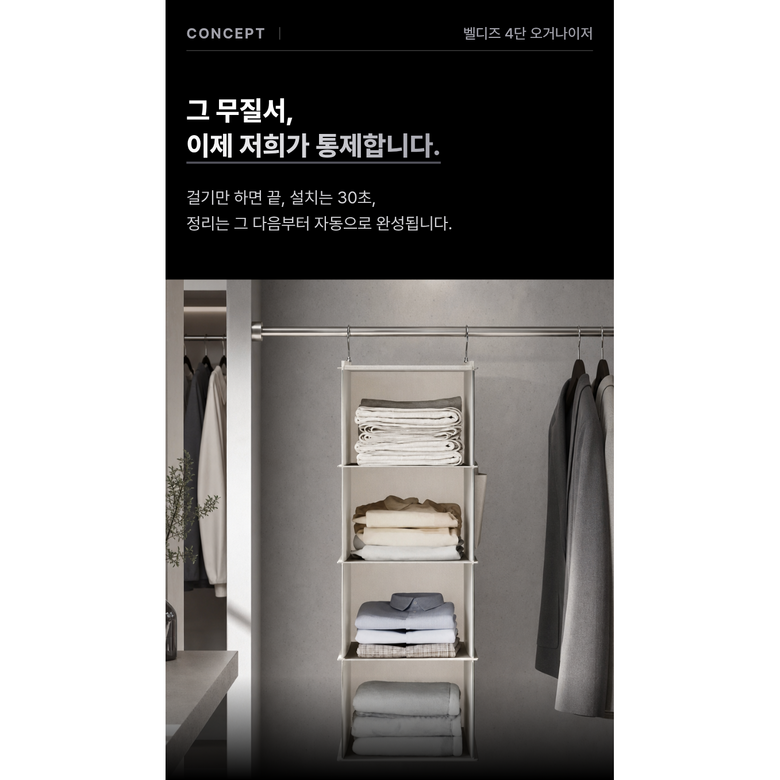 CONCEPT
벨디즈 4단 오거나이저
그 무질서,
이제 저희가 통제합니다.
걸기만 하면 끝, 설치는 30초,
정리는 그 다음부터 자동으로 완성됩니다.